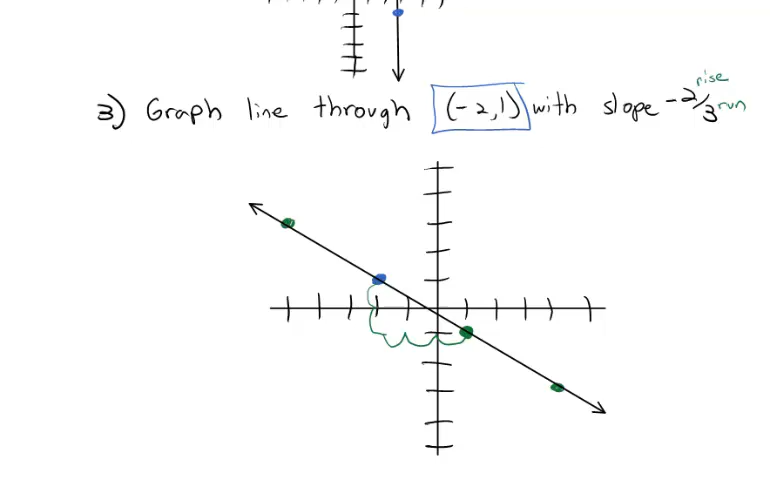 3) Graph line through (-2,1) with slope -2/3 rise run